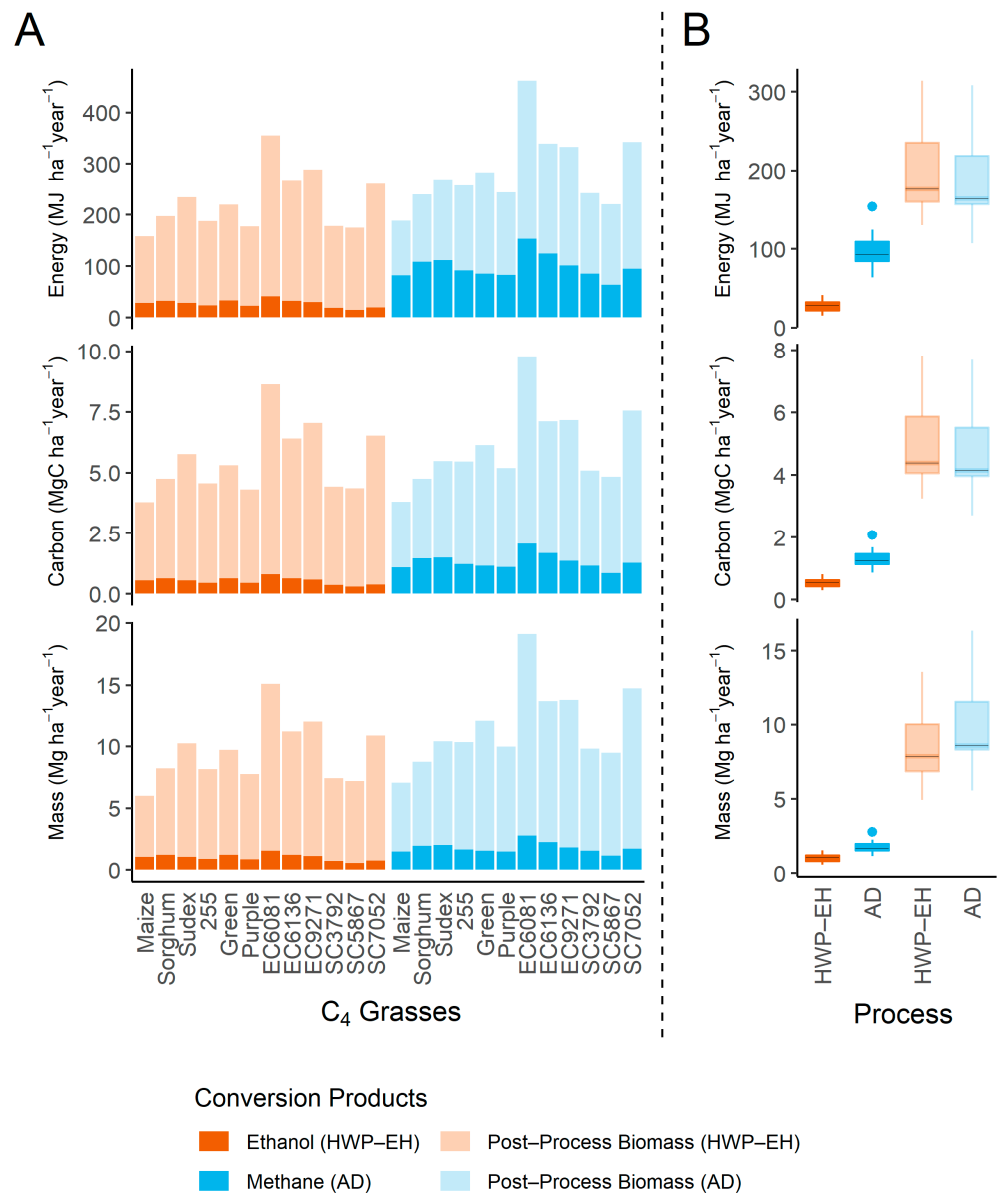 A
B
Energy (MJ ha⁻¹year⁻¹)
400
300
200
100
0
Energy (MJ ha⁻¹year⁻¹)
300
200
100
0
Carbon (MgC ha⁻¹year⁻¹)
10.0
7.5
5.0
2.5
0.0
Carbon (MgC ha⁻¹year⁻¹)
8
6
4
2
0
Mass (Mg ha⁻¹year⁻¹)
20
15
10
5
0
Mass (Mg ha⁻¹year⁻¹)
15
10
5
0
Maize
Sorghum
Sudex
255
Green
Purple
EC6081
EC6136
EC9271
SC3792
SC5867
SC7052
Maize
Sorghum
Sudex
255
Green
Purple
EC6081
EC6136
EC9271
SC3792
SC5867
SC7052
HWP–EH
AD
HWP–EH
AD
C₄ Grasses
Process
Conversion Products
Ethanol (HWP–EH)
Post–Process Biomass (HWP–EH)
Methane (AD)
Post–Process Biomass (AD)